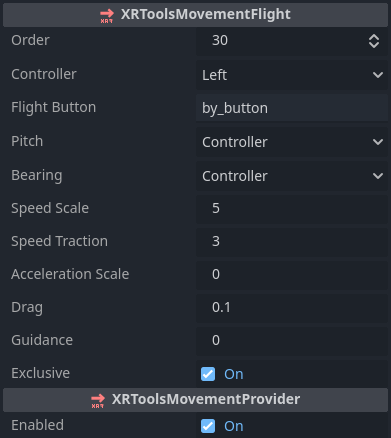 XRToolsMovementFlight
Order 30
Controller Left
Flight Button by_button
Pitch Controller
Bearing Controller
Speed Scale 5
Speed Traction 3
Acceleration Scale 0
Drag 0.1
Guidance 0
Exclusive On
XRToolsMovementProvider
Enabled On